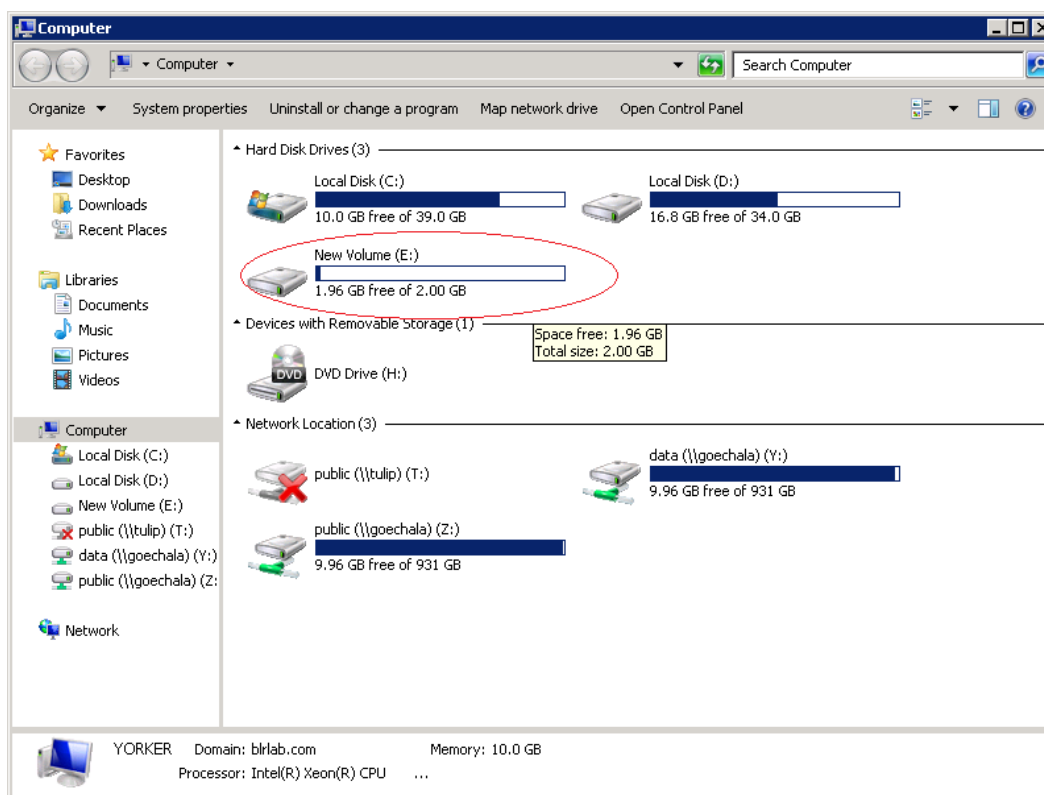 Computer
Computer
Search Computer
Organize System properties Uninstall or change a program Map network drive Open Control Panel
Favorites
Desktop
Downloads
Recent Places
Libraries
Documents
Music
Pictures
Videos
Computer
Local Disk (C:)
Local Disk (D:)
New Volume (E:)
public (\\tulip) (T:)
data (\\goechala) (Y:)
public (\\goechala) (Z:
Network
Hard Disk Drives (3)
Local Disk (C:)
10.0 GB free of 39.0 GB
Local Disk (D:)
16.8 GB free of 34.0 GB
New Volume (E:)
1.96 GB free of 2.00 GB
Devices with Removable Storage (1)
Space free: 1.96 GB
Total size: 2.00 GB
DVD
DVD Drive (H:)
Network Location (3)
public (\\tulip) (T:)
data (\\goechala) (Y:)
9.96 GB free of 931 GB
public (\\goechala) (Z:)
9.96 GB free of 931 GB
YORKER Domain: blrlab.com Memory: 10.0 GB
Processor: Intel(R) Xeon(R) CPU ...